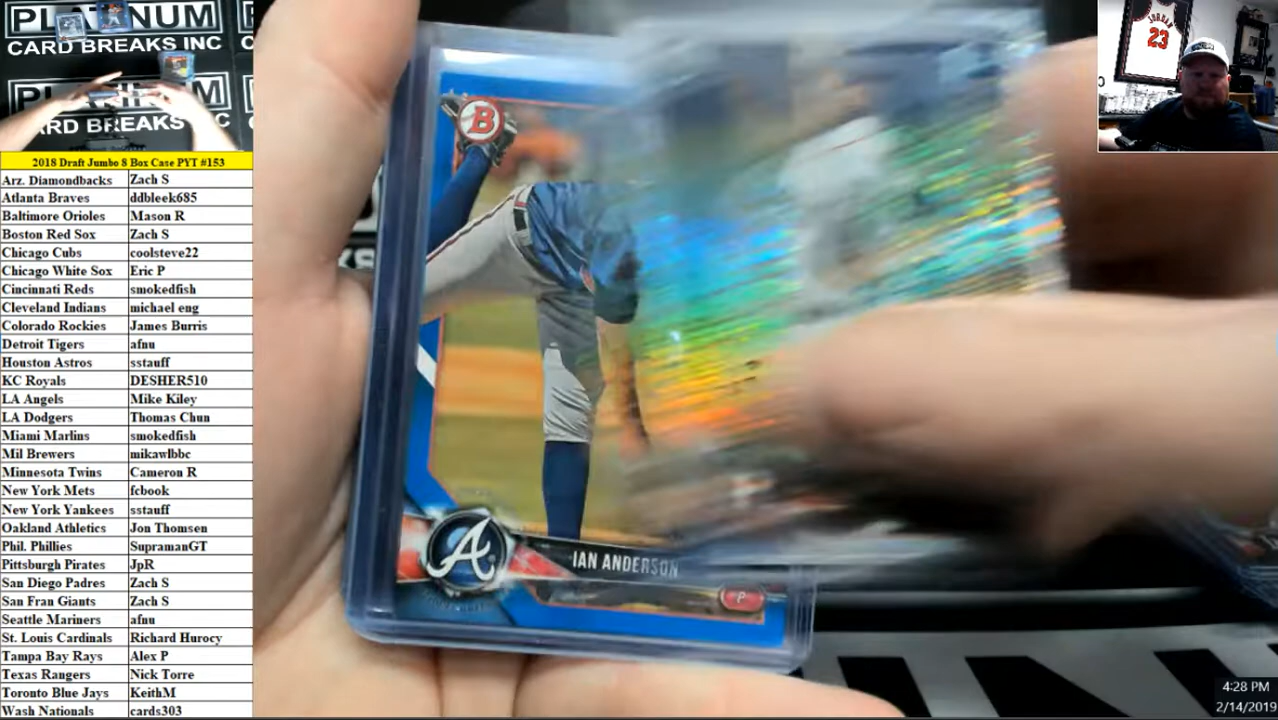 PLATINUM
CARD BREAKS INC
PLATINUM
CARD BREAKS INC
JORDAN
23
2018 Draft Jumbo 8 Box Case PYT #153
Arz. Diamondbacks Zach S
Atlanta Braves ddbleek685
Baltimore Orioles Mason R
Boston Red Sox Zach S
Chicago Cubs coolsteve22
Chicago White Sox Eric P
Cincinnati Reds smokedfish
Cleveland Indians michael eng
Colorado Rockies James Burris
Detroit Tigers afnu
Houston Astros sstauff
KC Royals DESHER510
LA Angels Mike Kiley
LA Dodgers Thomas Chun
Miami Marlins smokedfish
Mil Brewers mikawlbbc
Minnesota Twins Cameron R
New York Mets fcbook
New York Yankees sstauff
Oakland Athletics Jon Thomsen
Phil. Phillies SupramanGT
Pittsburgh Pirates JpR
San Diego Padres Zach S
San Fran Giants Zach S
Seattle Mariners afnu
St. Louis Cardinals Richard Hurocy
Tampa Bay Rays Alex P
Texas Rangers Nick Torre
Toronto Blue Jays KeithM
Wash Nationals cards303
B
A
IAN ANDERSON
P
4:28 PM
2/14/2019